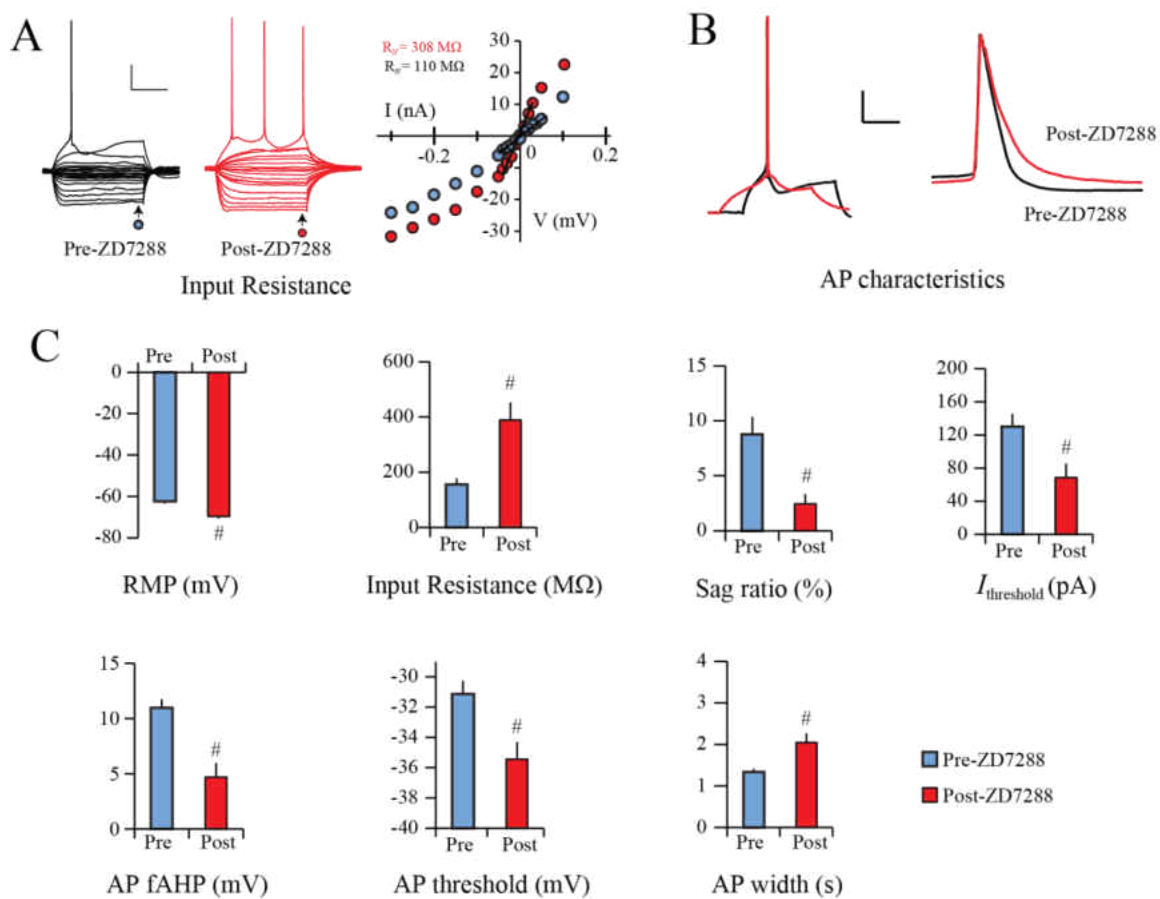 A
B
R_N= 308 MΩ
R_N= 110 MΩ
30
20
10
I (nA)
-0.2
0
0.2
-10
-20
-30
V (mV)
Pre-ZD7288
Post-ZD7288
Input Resistance
Post-ZD7288
Pre-ZD7288
AP characteristics
C
Pre
Post
0
-20
-40
-60
-80
#
RMP (mV)
600
400
200
0
#
Pre
Post
Input Resistance (MΩ)
15
10
5
0
#
Pre
Post
Sag ratio (%)
200
160
120
80
40
0
#
Pre
Post
I_threshold (pA)
15
10
5
0
#
Pre
Post
AP fAHP (mV)
-31
-32
-34
-36
-38
-40
#
Pre
Post
AP threshold (mV)
4
3
2
1
0
#
Pre
Post
AP width (s)
Pre-ZD7288
Post-ZD7288